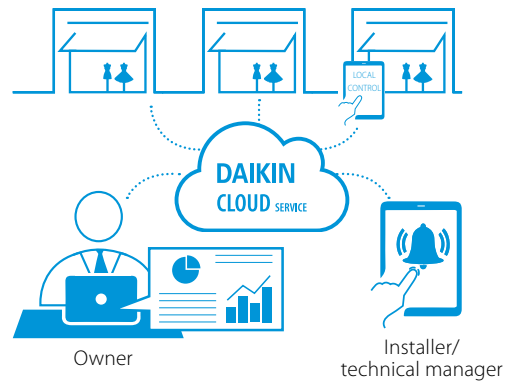 LOCAL
CONTROL
DAIKIN
CLOUD SERVICE
Owner
Installer/
technical manager